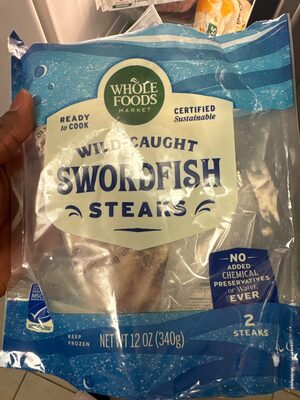 WHOLE
FOODS
MARKET
READY
to COOK
CERTIFIED
Sustainable
WILD-CAUGHT
SWORDFISH
STEAKS
NO
ADDED
CHEMICAL
PRESERVATIVES
or Water
EVER
2
STEAKS
MSC
KEEP
FROZEN
NET WT 12 OZ (340g)